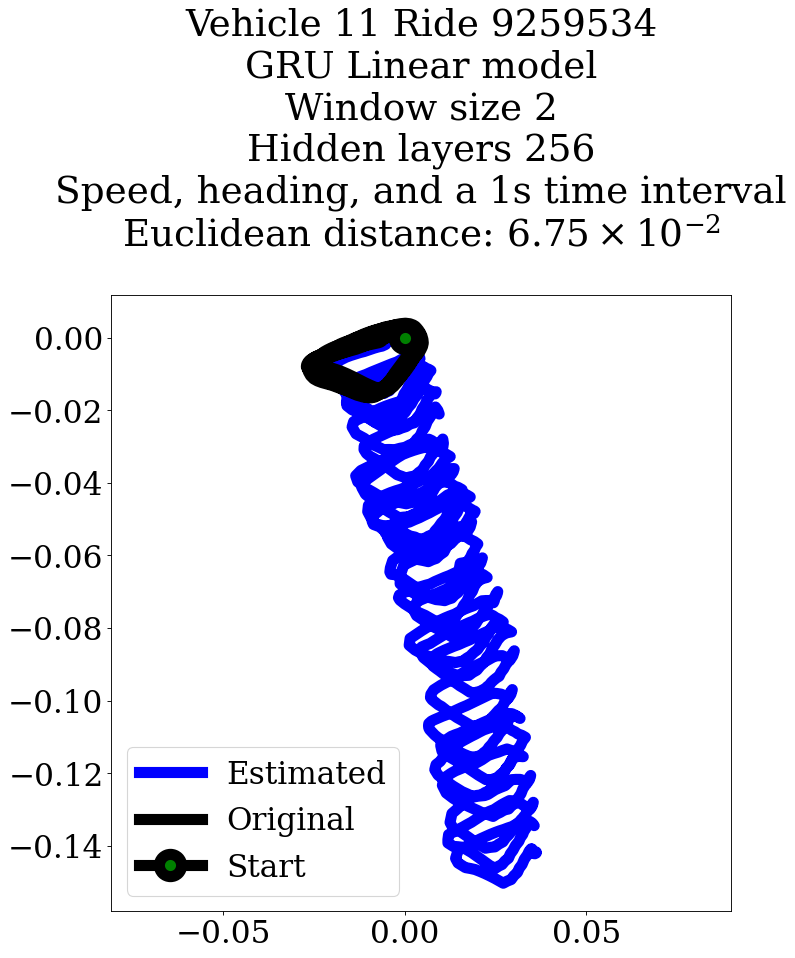 Vehicle 11 Ride 9259534
GRU Linear model
Window size 2
Hidden layers 256
Speed, heading, and a 1s time interval
Euclidean distance: 6.75 × 10⁻²
0.00
−0.02
−0.04
−0.06
−0.08
−0.10
−0.12
−0.14
Estimated
Original
Start
−0.05 0.00 0.05